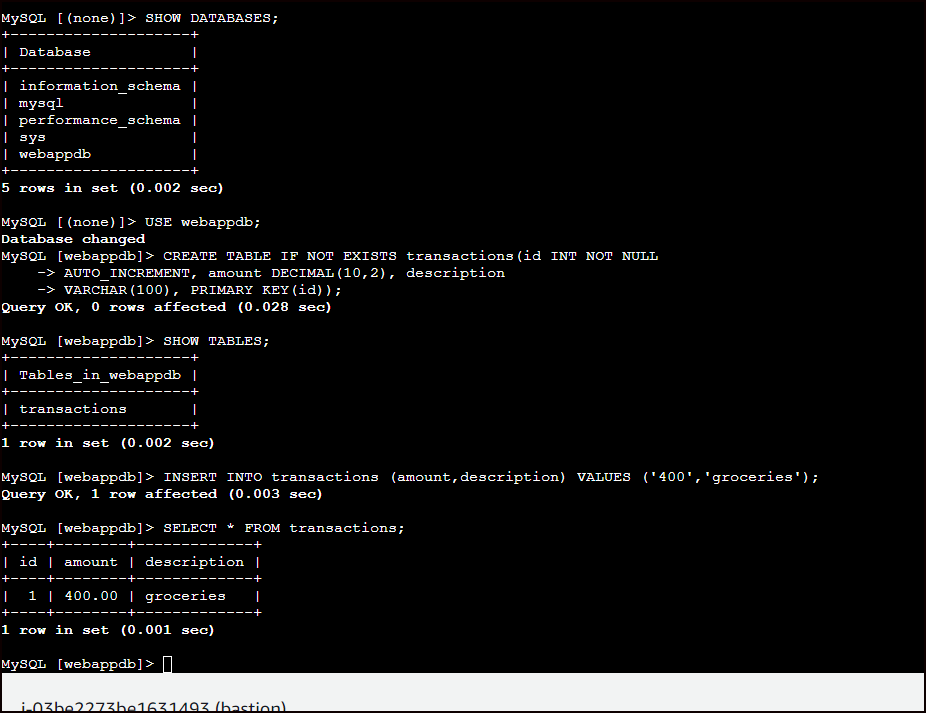 MySQL [(none)]> SHOW DATABASES;
+--------------------+
| Database           |
+--------------------+
| information_schema |
| mysql              |
| performance_schema |
| sys                |
| webappdb           |
+--------------------+
5 rows in set (0.002 sec)
MySQL [(none)]> USE webappdb;
Database changed
MySQL [webappdb]> CREATE TABLE IF NOT EXISTS transactions(id INT NOT NULL
    -> AUTO_INCREMENT, amount DECIMAL(10,2), description
    -> VARCHAR(100), PRIMARY KEY(id));
Query OK, 0 rows affected (0.028 sec)
MySQL [webappdb]> SHOW TABLES;
+--------------------+
| Tables_in_webappdb |
+--------------------+
| transactions       |
+--------------------+
1 row in set (0.002 sec)
MySQL [webappdb]> INSERT INTO transactions (amount,description) VALUES ('400','groceries');
Query OK, 1 row affected (0.003 sec)
MySQL [webappdb]> SELECT * FROM transactions;
+----+--------+-------------+
| id | amount | description |
+----+--------+-------------+
|  1 | 400.00 | groceries   |
+----+--------+-------------+
1 row in set (0.001 sec)
MySQL [webappdb]>
i-03be2273be1631493 (bastion)